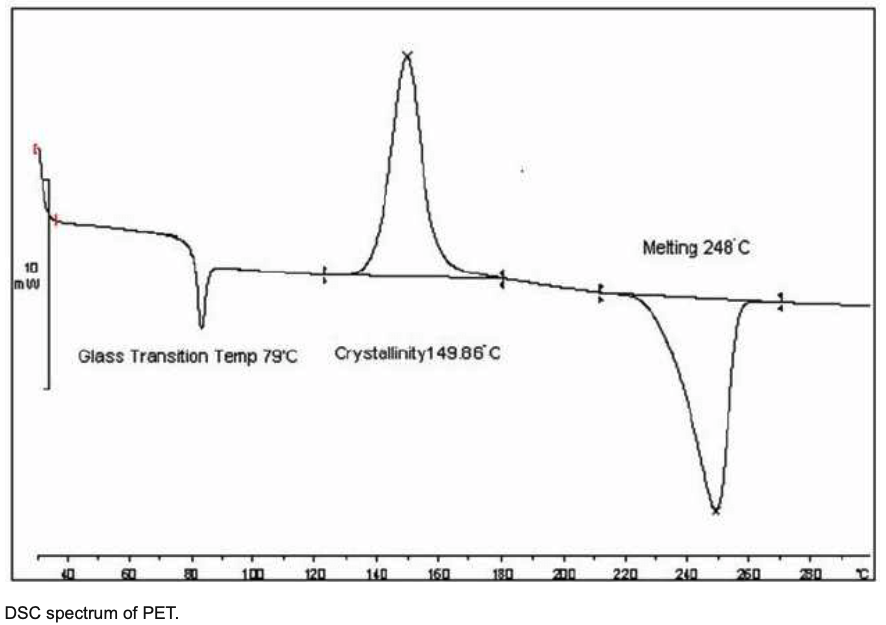 Melting 248°C
10
mW
Glass Transition Temp 79°C
Crystallinity149.86°C
40 60 80 100 120 140 160 180 200 220 240 260 280 °C
DSC spectrum of PET.